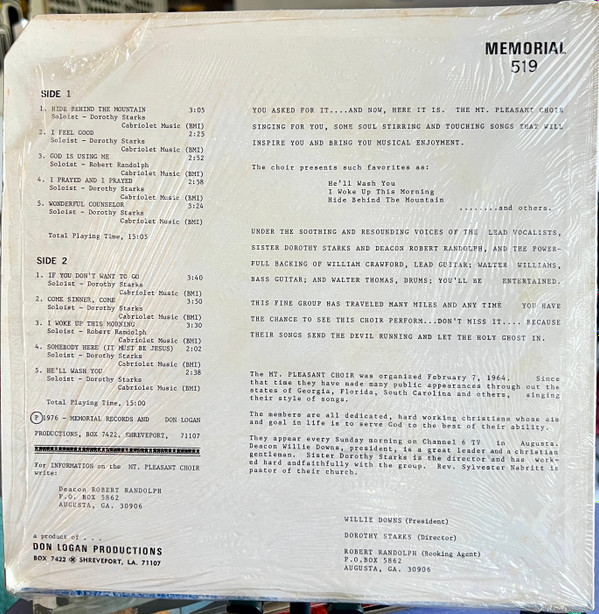 MEMORIAL
519
SIDE 1
1. HIDE BEHIND THE MOUNTAIN 3:05
Soloist - Dorothy Starks
Cabriolet Music (BMI)
2. I FEEL GOOD 2:25
Soloist - Dorothy Starks
Cabriolet Music (BMI)
3. GOD IS USING ME 2:52
Soloist - Robert Randolph
Cabriolet Music (BMI)
4. I PRAYED AND I PRAYED 2:58
Soloist - Dorothy Starks
Cabriolet Music (BMI)
5. WONDERFUL COUNSELOR 3:24
Soloist - Dorothy Starks
Cabriolet Music (BMI)
Total Playing Time, 15:05
SIDE 2
1. IF YOU DON'T WANT TO GO 3:40
Soloist - Dorothy Starks
Cabriolet Music (BMI)
2. COME SINNER, COME 3:50
Soloist - Dorothy Starks
Cabriolet Music (BMI)
3. I WOKE UP THIS MORNING 3:30
Soloist - Robert Randolph
Cabriolet Music (BMI)
4. SOMEBODY HERE (IT MUST BE JESUS) 2:02
Soloist - Dorothy Starks
Cabriolet Music (BMI)
5. HE'LL WASH YOU 2:38
Soloist - Dorothy Starks
Cabriolet Music (BMI)
Total Playing Time, 15:00
Ⓟ1976 - MEMORIAL RECORDS AND DON LOGAN
PRODUCTIONS, BOX 7422, SHREVEPORT, 71107
For INFORMATION on the MT. PLEASANT CHOIR
write:
Deacon ROBERT RANDOLPH
P.O. BOX 5862
AUGUSTA, GA. 30906
a product of . . .
DON LOGAN PRODUCTIONS
BOX 7422 ※ SHREVEPORT, LA. 71107
YOU ASKED FOR IT....AND NOW, HERE IT IS. THE MT. PLEASANT CHOIR
SINGING FOR YOU, SOME SOUL STIRRING AND TOUCHING SONGS THAT WILL
INSPIRE YOU AND BRING YOU MUSICAL ENJOYMENT.
The choir presents such favorites as:
He'll Wash You
I Woke Up This Morning
Hide Behind The Mountain
........and others.
UNDER THE SOOTHING AND RESOUNDING VOICES OF THE LEAD VOCALISTS,
SISTER DOROTHY STARKS AND DEACON ROBERT RANDOLPH, AND THE POWER-
FULL BACKING OF WILLIAM CRAWFORD, LEAD GUITAR; WALTER WILLIAMS,
BASS GUITAR; AND WALTER THOMAS, DRUMS; YOU'LL BE ENTERTAINED.
THIS FINE GROUP HAS TRAVELED MANY MILES AND ANY TIME YOU HAVE
THE CHANCE TO SEE THIS CHOIR PERFORM...DON'T MISS IT.... BECAUSE
THEIR SONGS SEND THE DEVIL RUNNING AND LET THE HOLY GHOST IN.
The MT. PLEASANT CHOIR was organized February 7, 1964. Since
that time they have made many public appearances through out the
states of Georgia, Florida, South Carolina and others, singing
their style of songs.
The members are all dedicated, hard working christians whose aim
and goal in life is to serve God to the best of their ability.
They appear every Sunday morning on Channel 6 TV in Augusta.
Deacon Willie Downs, president, is a great leader and a christian
gentleman. Sister Dorothy Starks is the director and has work-
ed hard andfaithfully with the group. Rev. Sylvester Nabritt is
pastor of their church.
WILLIE DOWNS (President)
DOROTHY STARKS (Director)
ROBERT RANDOLPH (Booking Agent)
P.O. BOX 5862
AUGUSTA, GA. 30906